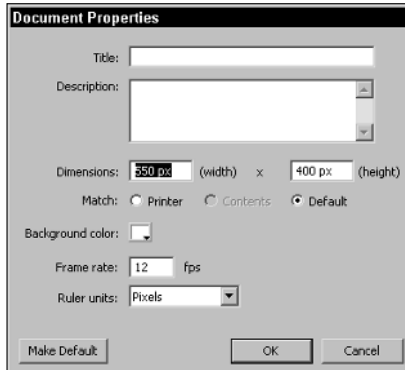 Document Properties
Title:
Description:
Dimensions: 550 px (width) x 400 px (height)
Match: Printer Contents Default
Background color:
Frame rate: 12 fps
Ruler units: Pixels
Make Default OK Cancel